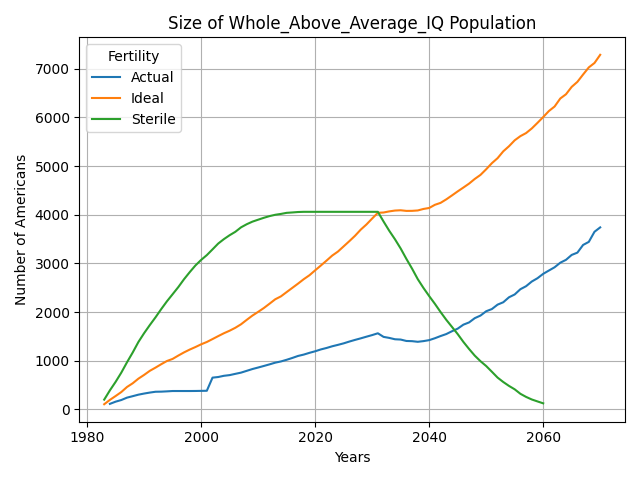 Size of Whole_Above_Average_IQ Population
Fertility
Actual
Ideal
Sterile
Number of Americans
7000
6000
5000
4000
3000
2000
1000
0
1980
2000
2020
2040
2060
Years